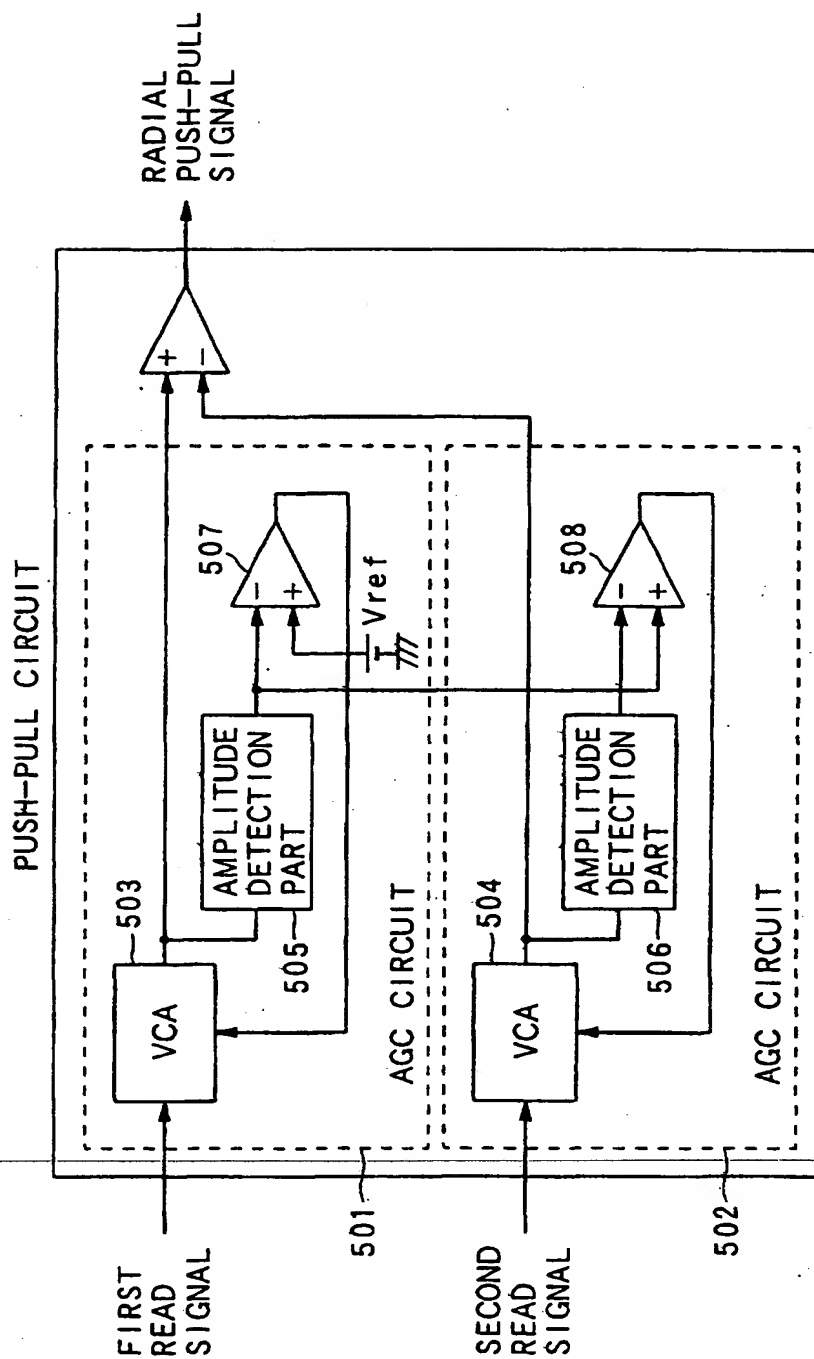 PUSH-PULL CIRCUIT
FIRST
READ
SIGNAL
503
VCA
AMPLITUDE
DETECTION
PART
505
507
-
+
Vref
AGC CIRCUIT
501
+
-
RADIAL
PUSH-PULL
SIGNAL
SECOND
READ
SIGNAL
504
VCA
AMPLITUDE
DETECTION
PART
506
508
-
+
AGC CIRCUIT
502